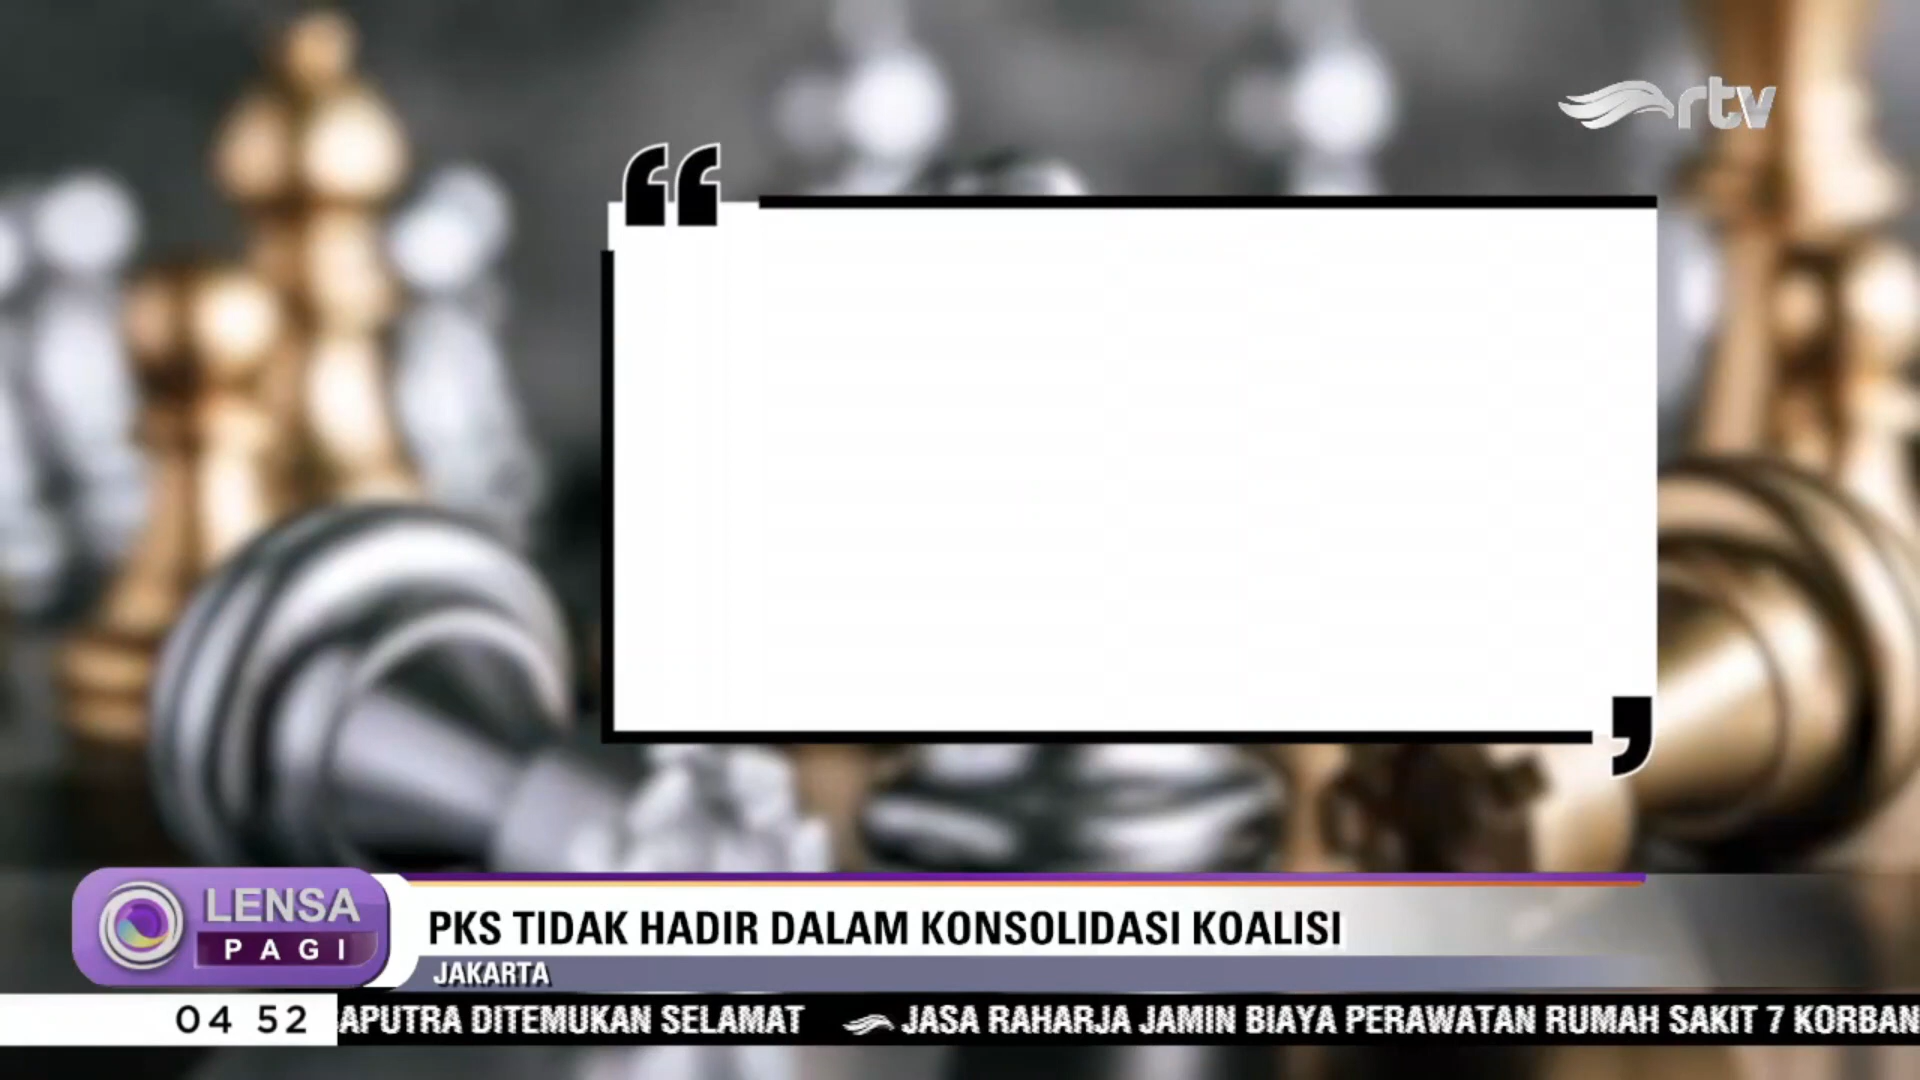 rtv
“
,
LENSA
PAGI
PKS TIDAK HADIR DALAM KONSOLIDASI KOALISI
JAKARTA
04 52
APUTRA DITEMUKAN SELAMAT JASA RAHARJA JAMIN BIAYA PERAWATAN RUMAH SAKIT 7 KORBAN